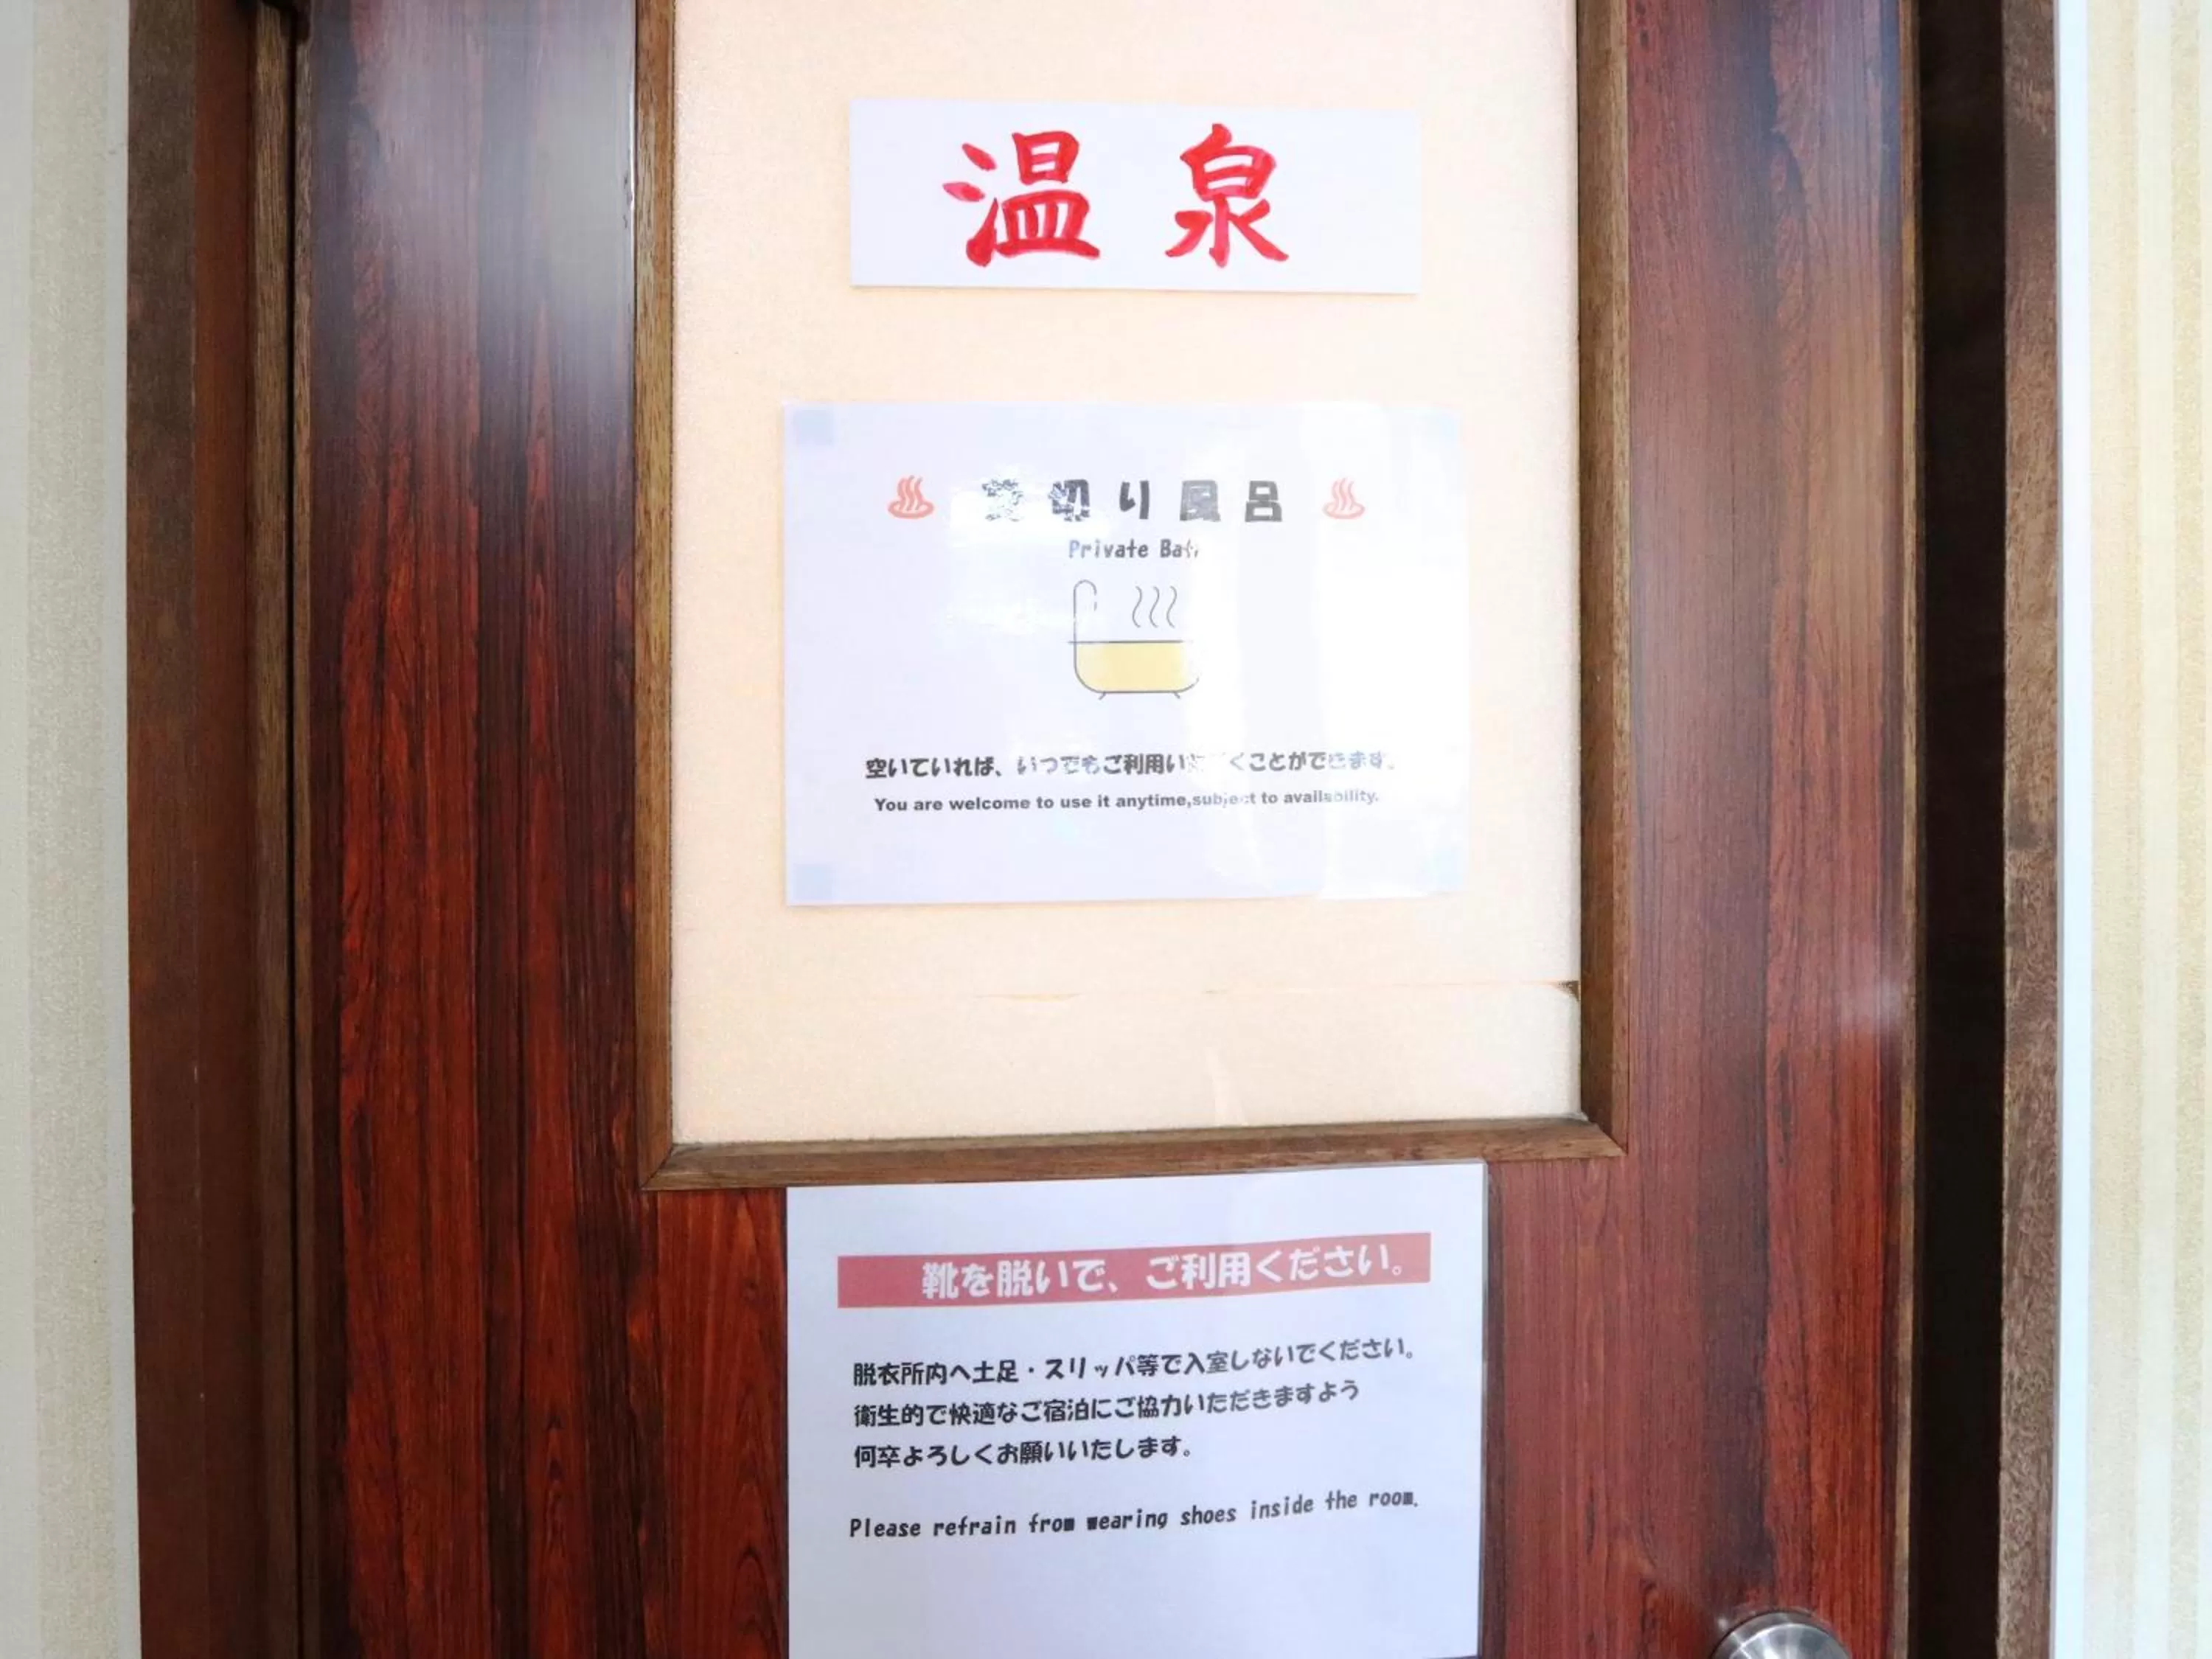 温泉
貸切り風呂
Private Bath
空いていれば、いつでもご利用いただくことができます。
You are welcome to use it anytime,subject to availability.
靴を脱いで、ご利用ください。
脱衣所内へ土足・スリッパ等で入室しないでください。
衛生的で快適なご宿泊にご協力いただきますよう
何卒よろしくお願いいたします。
Please refrain from wearing shoes inside the room.